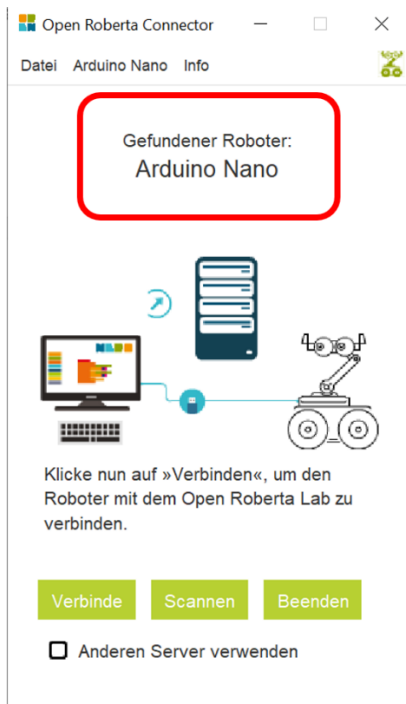 Open Roberta Connector
Datei Arduino Nano Info
Gefundener Roboter:
Arduino Nano
Klicke nun auf »Verbinden«, um den
Roboter mit dem Open Roberta Lab zu
verbinden.
Verbinde Scannen Beenden
Anderen Server verwenden